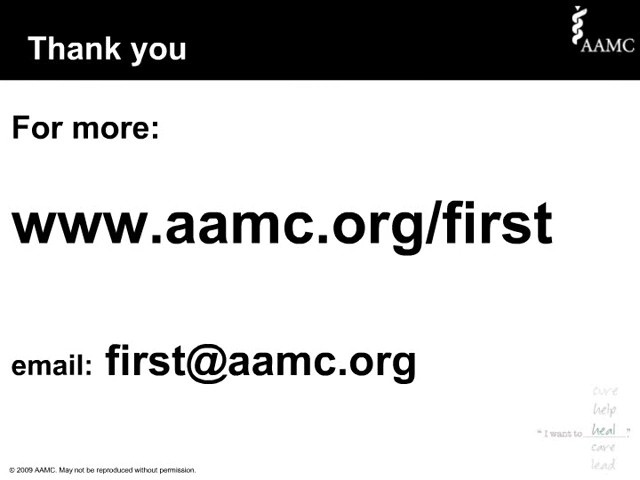 Thank you
AAMC
For more:
www.aamc.org/first
email: first@aamc.org
cure
help
"I want to heal."
care
lead
© 2009 AAMC. May not be reproduced without permission.